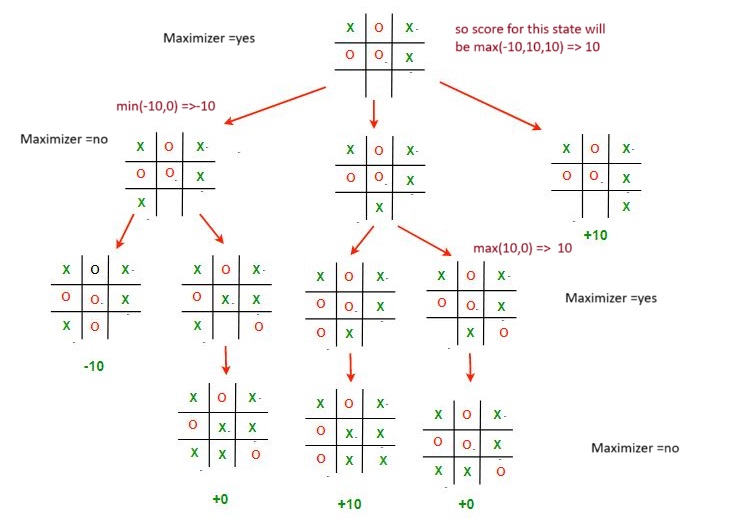 Maximizer =yes
X O X-
O O. X
so score for this state will
be max(-10,10,10) => 10
min(-10,0) =>-10
Maximizer =no
X O X-
O O. X
X
X O X-
O O. X
X
X O X-
O O. X
X
+10
max(10,0) => 10
Maximizer =yes
X O X-
O O. X
X O
-10
X O X-
O X. X
X O
X O X-
O O. X
O X
X O X-
O O. X
X O
Maximizer =no
X O X-
O X. X
X X O
+0
X O X-
O X. X
O X X
+10
X O X-
O O. X
X X O
+0